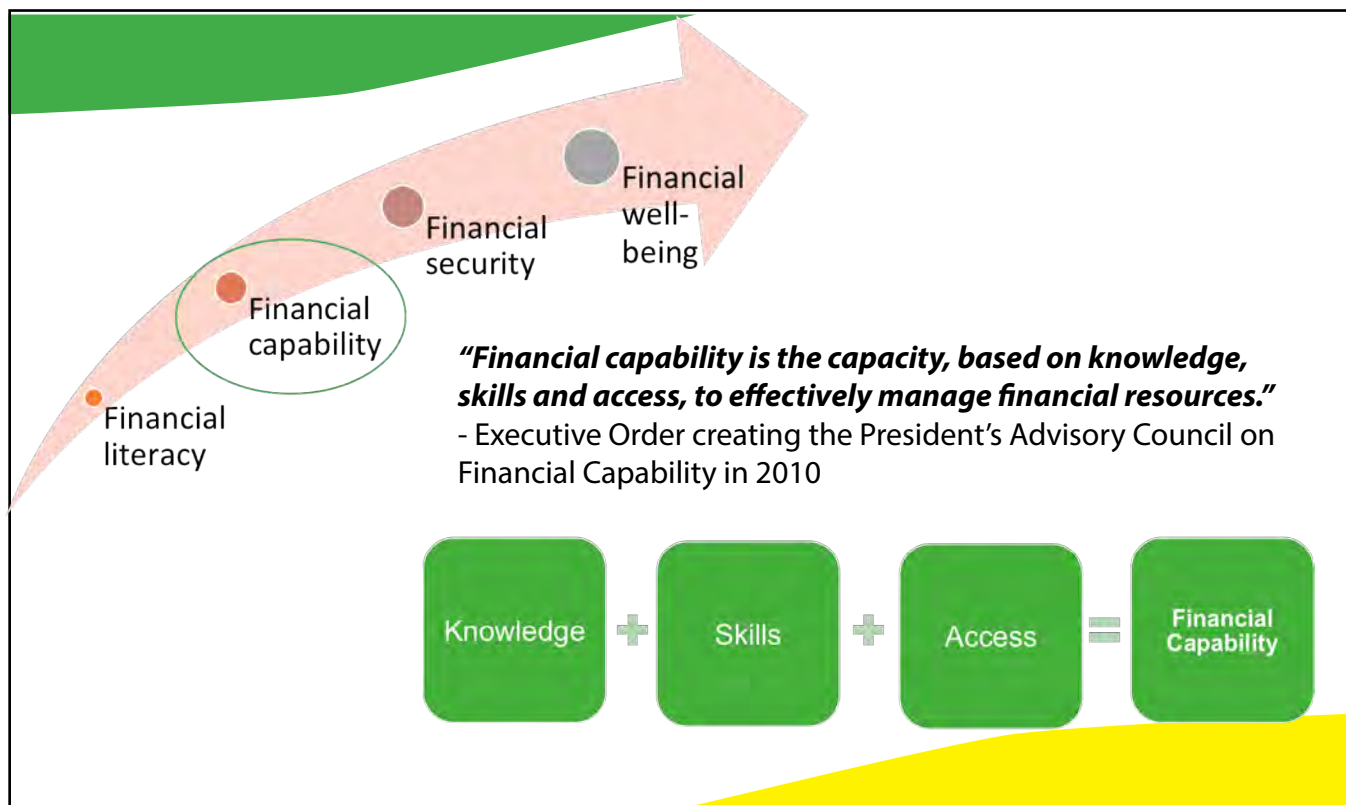 Financial
well-
being
Financial
security
Financial
capability
Financial
literacy
“Financial capability is the capacity, based on knowledge,
skills and access, to effectively manage financial resources.”
- Executive Order creating the President’s Advisory Council on
Financial Capability in 2010
Knowledge + Skills + Access = Financial
Capability